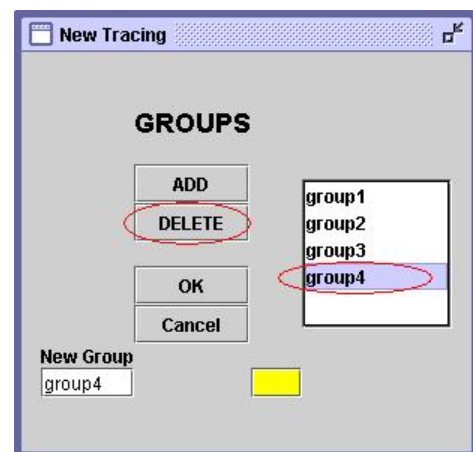 New Tracing
GROUPS
ADD
DELETE
OK
Cancel
group1
group2
group3
group4
New Group
group4